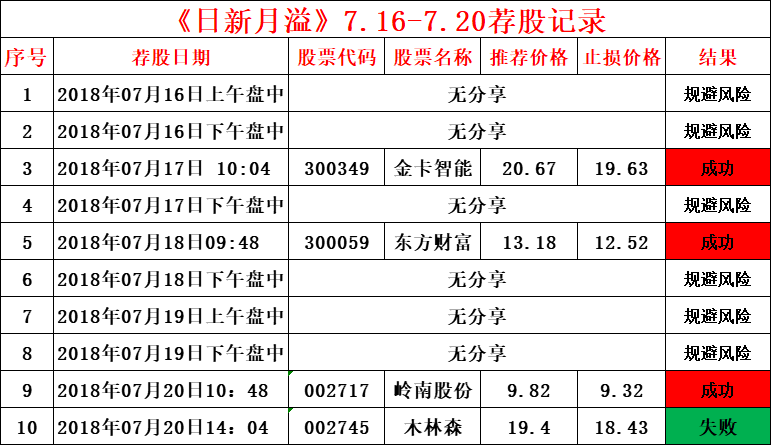 《日新月溢》7.16-7.20荐股记录
序号 荐股日期 股票代码 股票名称 推荐价格 止损价格 结果
1 2018年07月16日上午盘中 无分享 规避风险
2 2018年07月16日下午盘中 无分享 规避风险
3 2018年07月17日 10:04 300349 金卡智能 20.67 19.63 成功
4 2018年07月17日下午盘中 无分享 规避风险
5 2018年07月18日09:48 300059 东方财富 13.18 12.52 成功
6 2018年07月18日下午盘中 无分享 规避风险
7 2018年07月19日上午盘中 无分享 规避风险
8 2018年07月19日下午盘中 无分享 规避风险
9 2018年07月20日10：48 002717 岭南股份 9.82 9.32 成功
10 2018年07月20日14：04 002745 木林森 19.4 18.43 失败